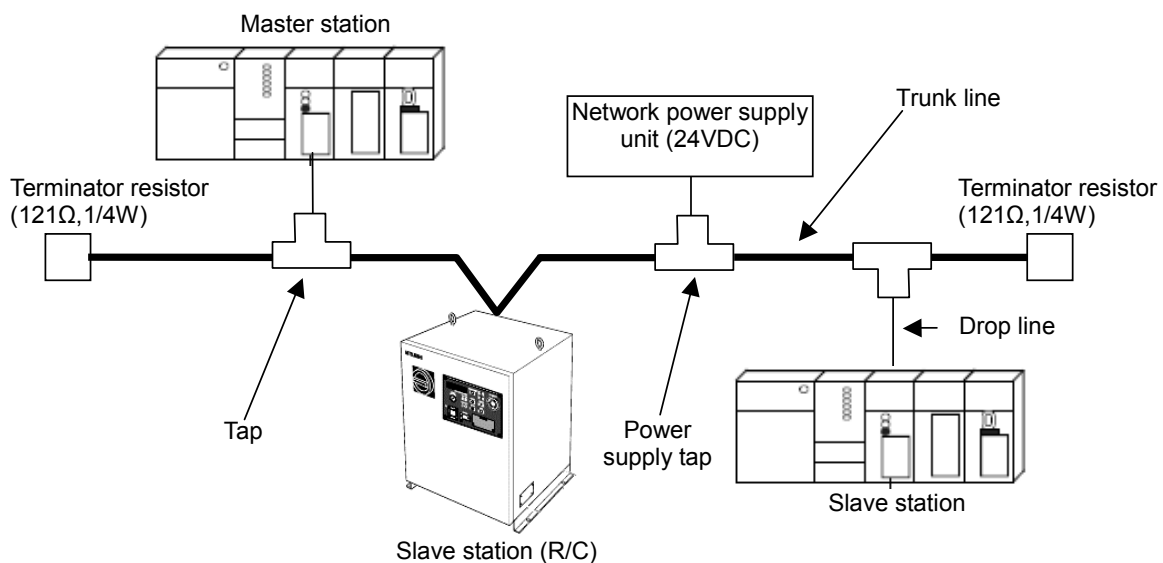 Master station
Network power supply
unit (24VDC)
Trunk line
Terminator resistor
(121Ω,1/4W)
Terminator resistor
(121Ω,1/4W)
Tap
Power
supply tap
Drop line
Slave station
Slave station (R/C)